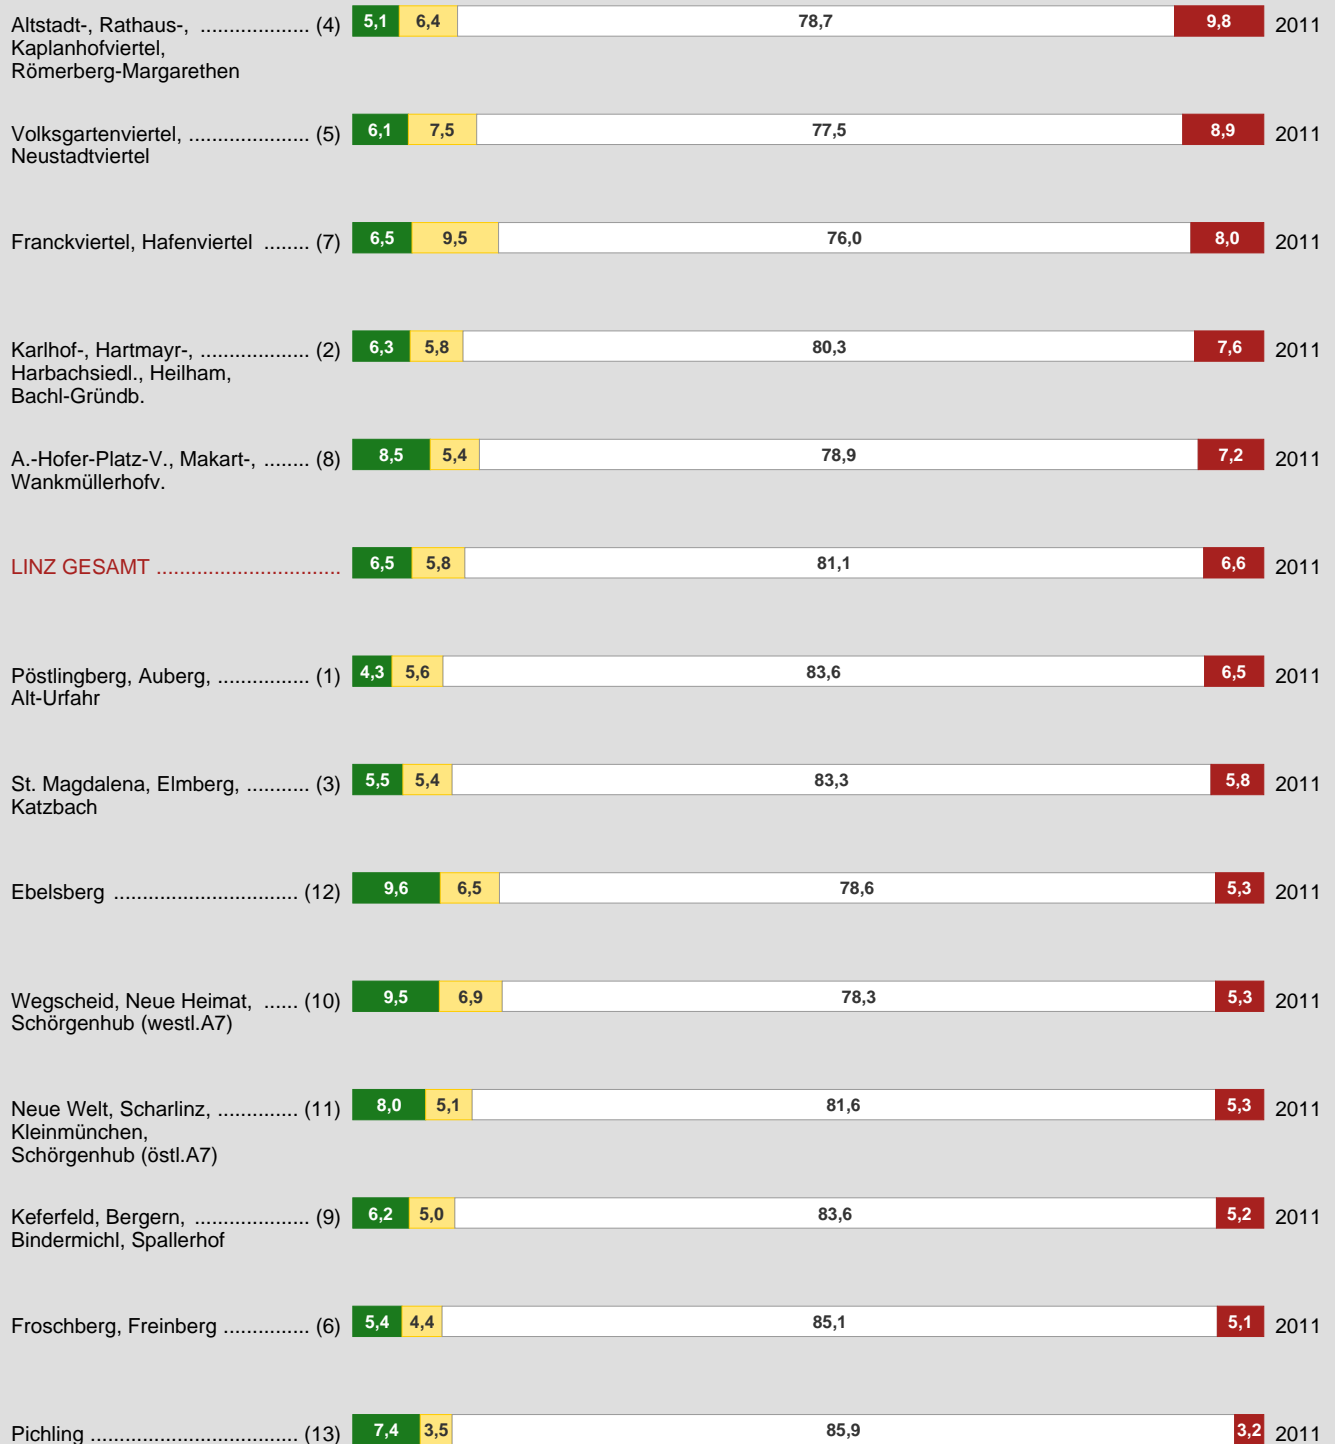 Altstadt-, Rathaus-, ................... (4) 5,1 6,4 78,7 9,8 2011
Kaplanhofviertel,
Römerberg-Margarethen
Volksgartenviertel, ..................... (5) 6,1 7,5 77,5 8,9 2011
Neustadtviertel
Franckviertel, Hafenviertel ........ (7) 6,5 9,5 76,0 8,0 2011
Karlhof-, Hartmayr-, ................... (2) 6,3 5,8 80,3 7,6 2011
Harbachsiedl., Heilham,
Bachl-Gründb.
A.-Hofer-Platz-V., Makart-, ........ (8) 8,5 5,4 78,9 7,2 2011
Wankmüllerhofv.
LINZ GESAMT ................................ 6,5 5,8 81,1 6,6 2011
Pöstlingberg, Auberg, ................ (1) 4,3 5,6 83,6 6,5 2011
Alt-Urfahr
St. Magdalena, Elmberg, ........... (3) 5,5 5,4 83,3 5,8 2011
Katzbach
Ebelsberg ................................ (12) 9,6 6,5 78,6 5,3 2011
Wegscheid, Neue Heimat, ...... (10) 9,5 6,9 78,3 5,3 2011
Schörgenhub (westl.A7)
Neue Welt, Scharlinz, .............. (11) 8,0 5,1 81,6 5,3 2011
Kleinmünchen,
Schörgenhub (östl.A7)
Keferfeld, Bergern, .................... (9) 6,2 5,0 83,6 5,2 2011
Bindermichl, Spallerhof
Froschberg, Freinberg ............... (6) 5,4 4,4 85,1 5,1 2011
Pichling .................................... (13) 7,4 3,5 85,9 3,2 2011